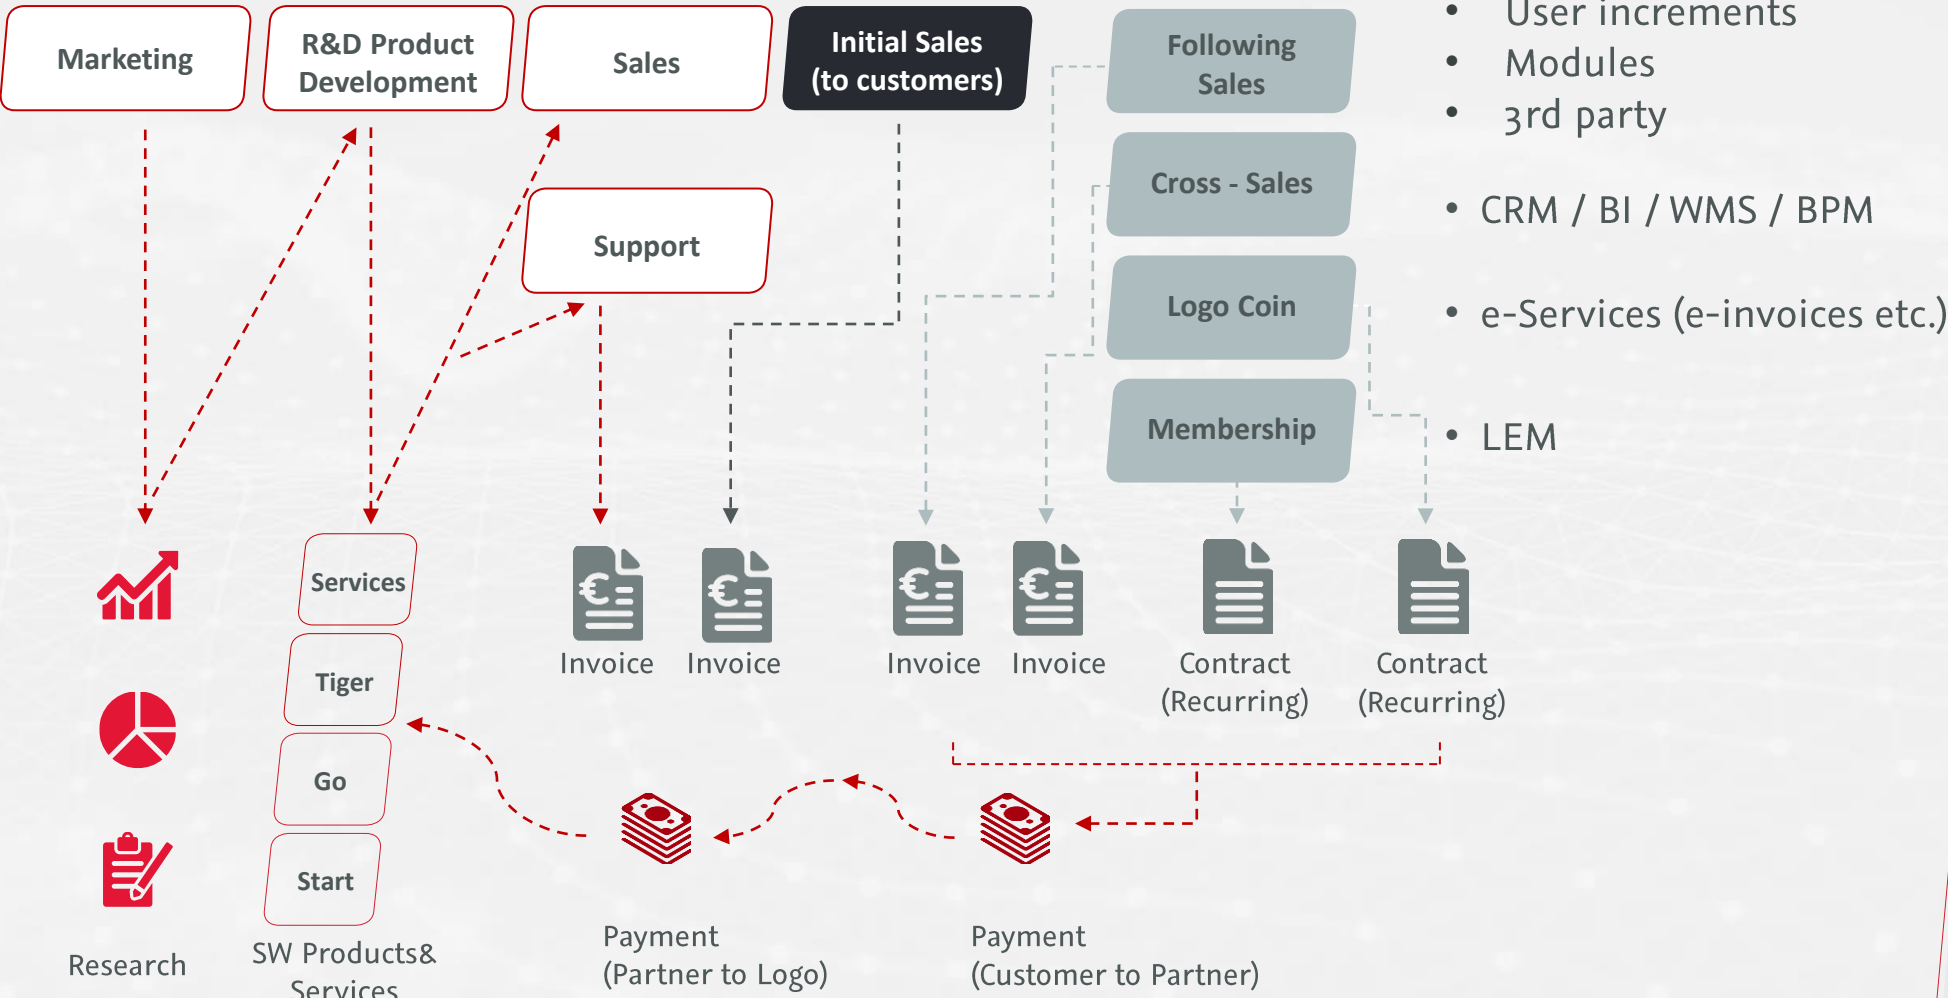 Marketing
R&D Product
Development
Sales
Initial Sales
(to customers)
Following
Sales
• User increments
• Modules
• 3rd party
Cross - Sales
• CRM / BI / WMS / BPM
Support
Logo Coin
• e-Services (e-invoices etc.)
Membership
• LEM
Services
Tiger
Go
Start
Invoice
Invoice
Invoice
Invoice
Contract
(Recurring)
Contract
(Recurring)
Research
SW Products&
Services
Payment
(Partner to Logo)
Payment
(Customer to Partner)